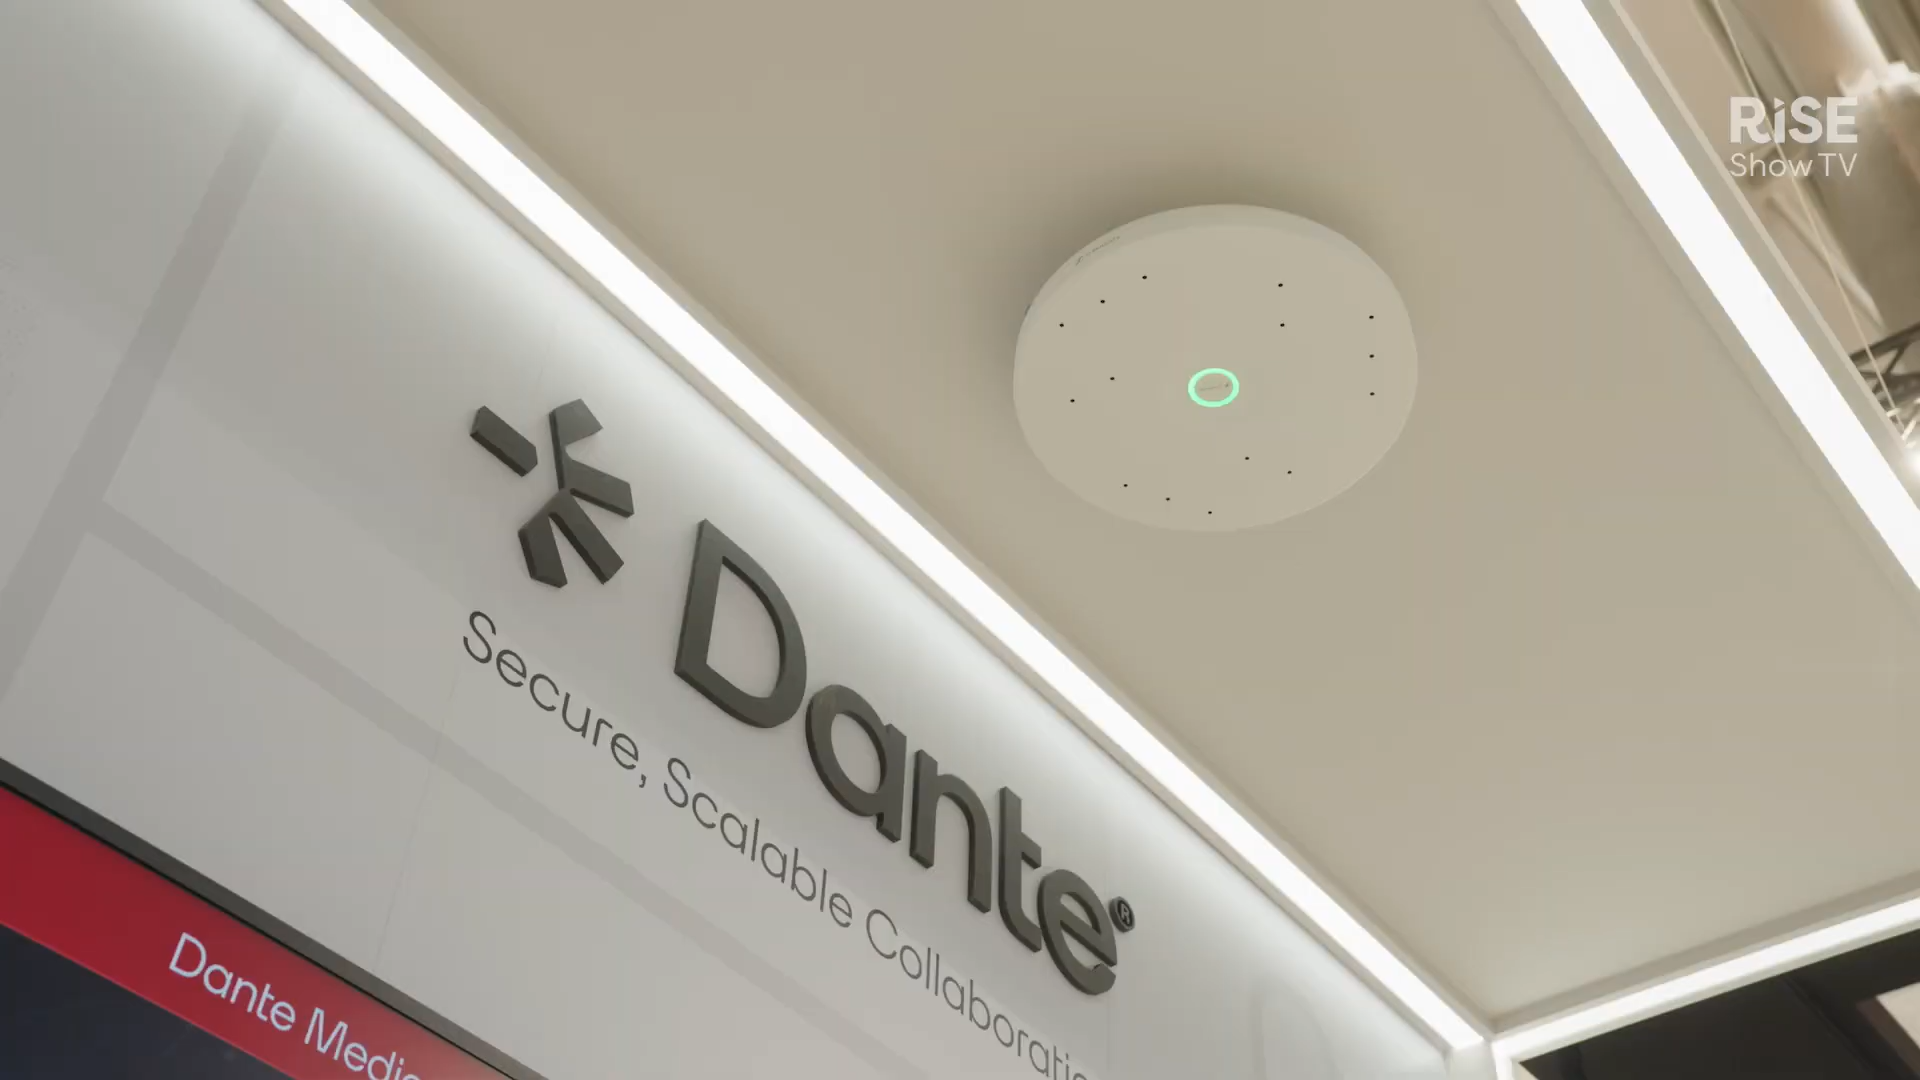 RiSE
Show TV
Dante®
Secure, Scalable Collaboratio
Dante Medi